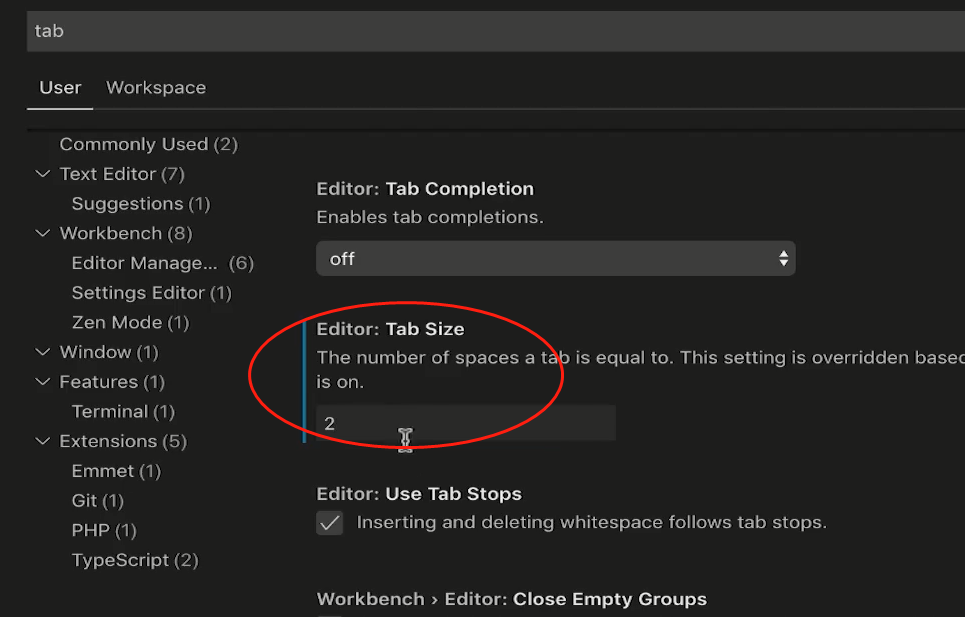 tab
User Workspace
Commonly Used (2)
Text Editor (7)
Suggestions (1)
Workbench (8)
Editor Manage... (6)
Settings Editor (1)
Zen Mode (1)
Window (1)
Features (1)
Terminal (1)
Extensions (5)
Emmet (1)
Git (1)
PHP (1)
TypeScript (2)
Editor: Tab Completion
Enables tab completions.
off
Editor: Tab Size
The number of spaces a tab is equal to. This setting is overridden based
is on.
2
Editor: Use Tab Stops
Inserting and deleting whitespace follows tab stops.
Workbench › Editor: Close Empty Groups